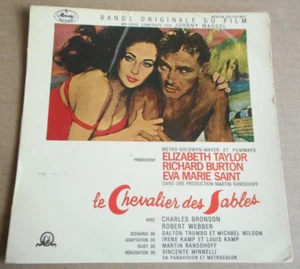 BANDE ORIGINALE DU FILM
MUSIQUE COMPOSÉE PAR JOHNNY MANDEL
Mercury
METRO-GOLDWYN-MAYER ET FILMWAYS
PRÉSENTENT
ELIZABETH TAYLOR
RICHARD BURTON
EVA MARIE SAINT
DANS UNE PRODUCTION MARTIN RANSOHOFF
le Chevalier des Sables
AVEC CHARLES BRONSON
ROBERT WEBBER
SCENARIO DE DALTON TRUMBO ET MICHAEL WILSON
ADAPTATION DE IRENE KAMP ET LOUIS KAMP
SUJET DE MARTIN RANSOHOFF
RÉALISATION DE VINCENTE MINNELLI
EN PANAVISION ET METROCOLOR